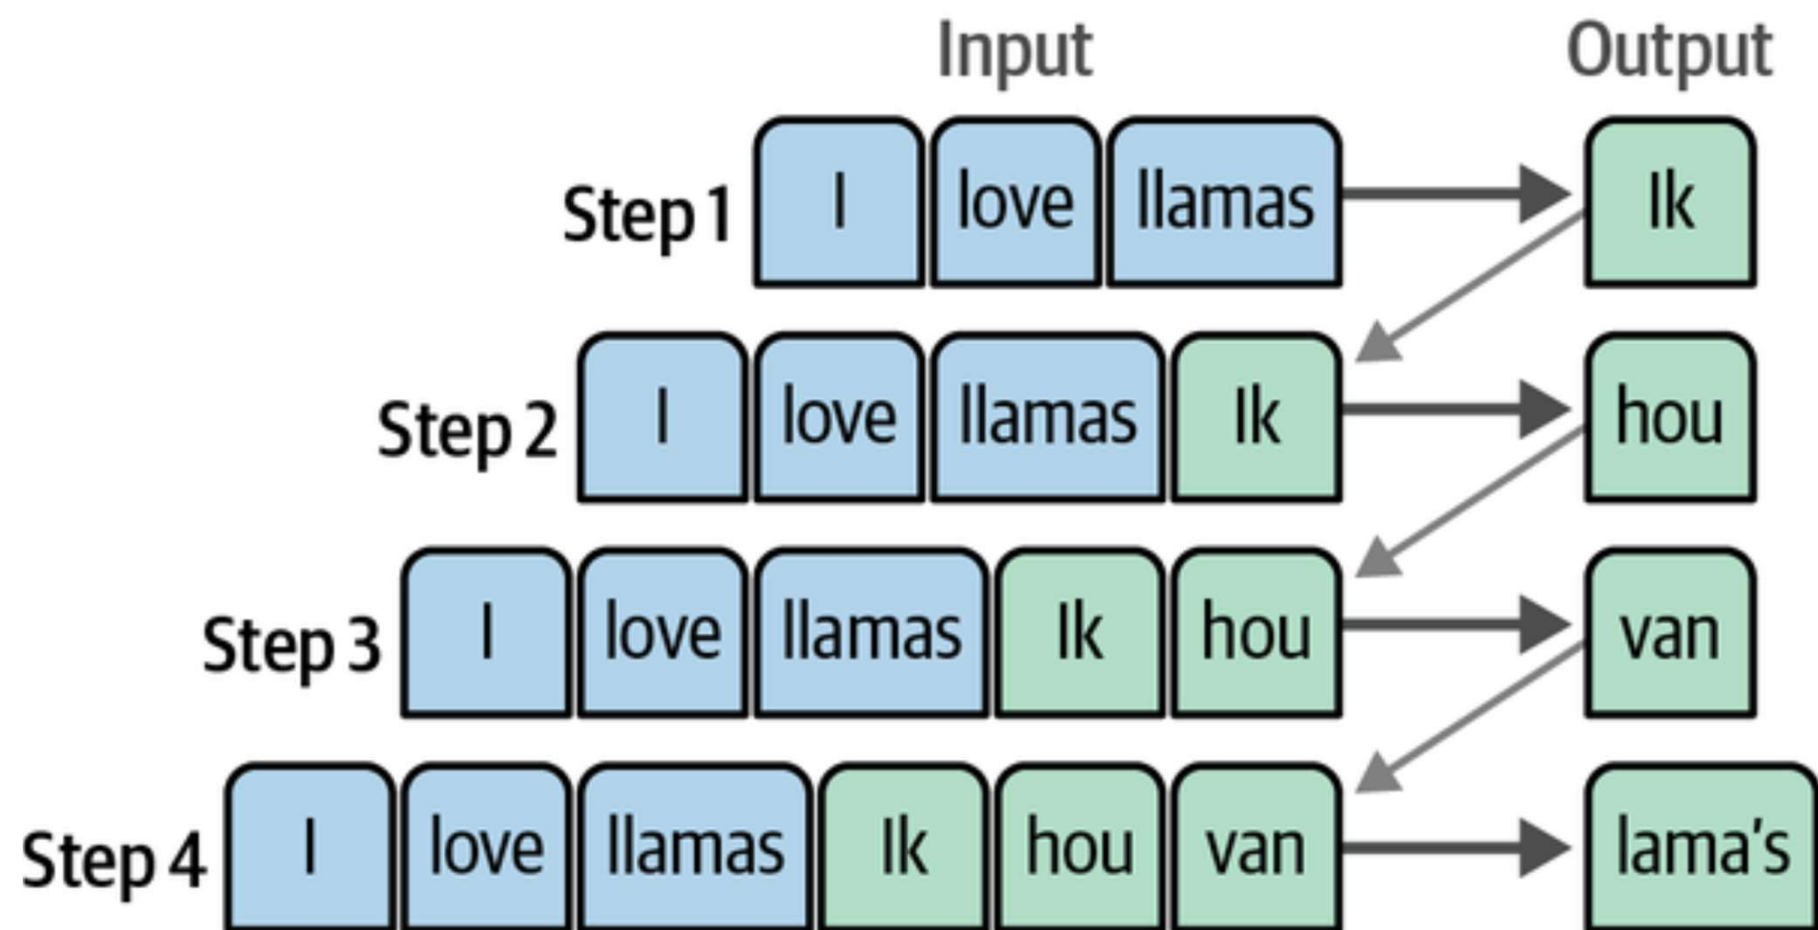 Input Output
Step 1 I love llamas Ik
Step 2 I love llamas Ik hou
Step 3 I love llamas Ik hou van
Step 4 I love llamas Ik hou van lama's